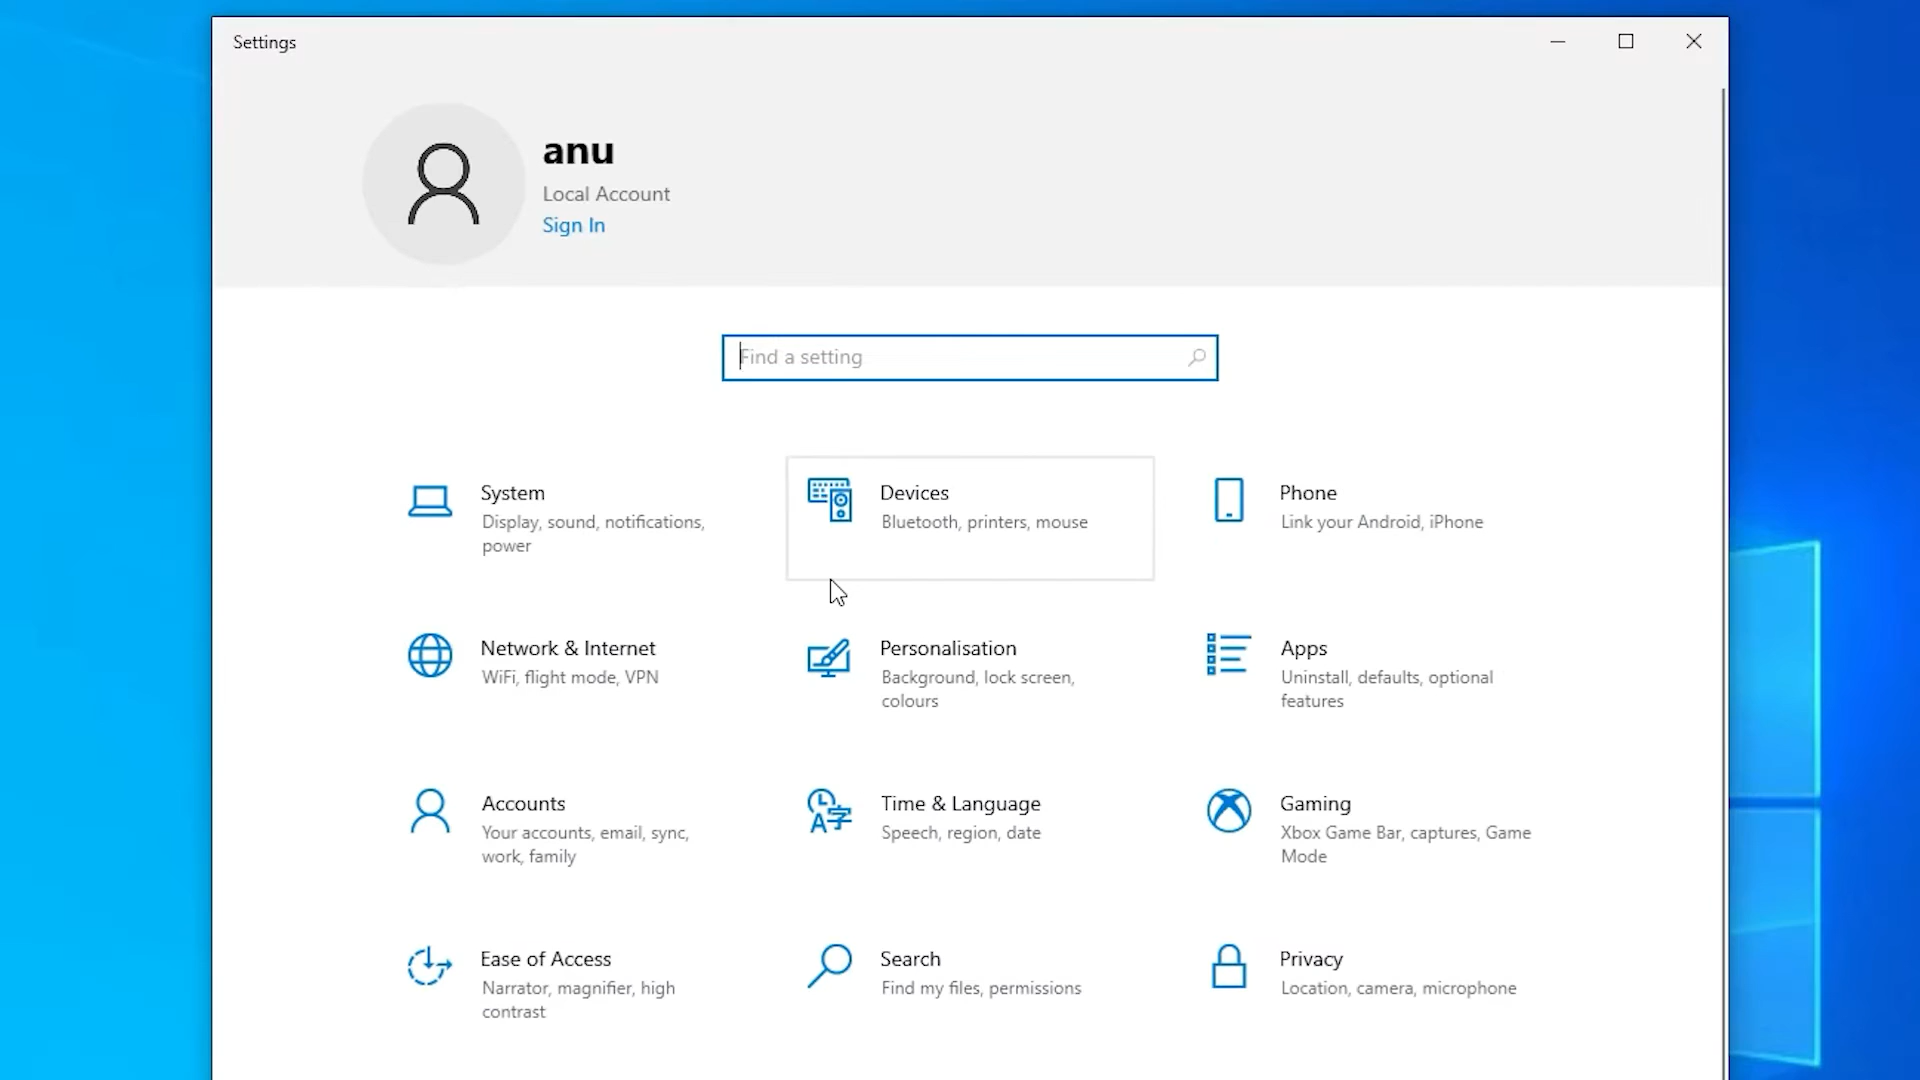 Settings
anu
Local Account
Sign In
Find a setting
System
Display, sound, notifications,
power
Devices
Bluetooth, printers, mouse
Phone
Link your Android, iPhone
Network & Internet
WiFi, flight mode, VPN
Personalisation
Background, lock screen,
colours
Apps
Uninstall, defaults, optional
features
Accounts
Your accounts, email, sync,
work, family
Time & Language
Speech, region, date
Gaming
Xbox Game Bar, captures, Game
Mode
Ease of Access
Narrator, magnifier, high
contrast
Search
Find my files, permissions
Privacy
Location, camera, microphone